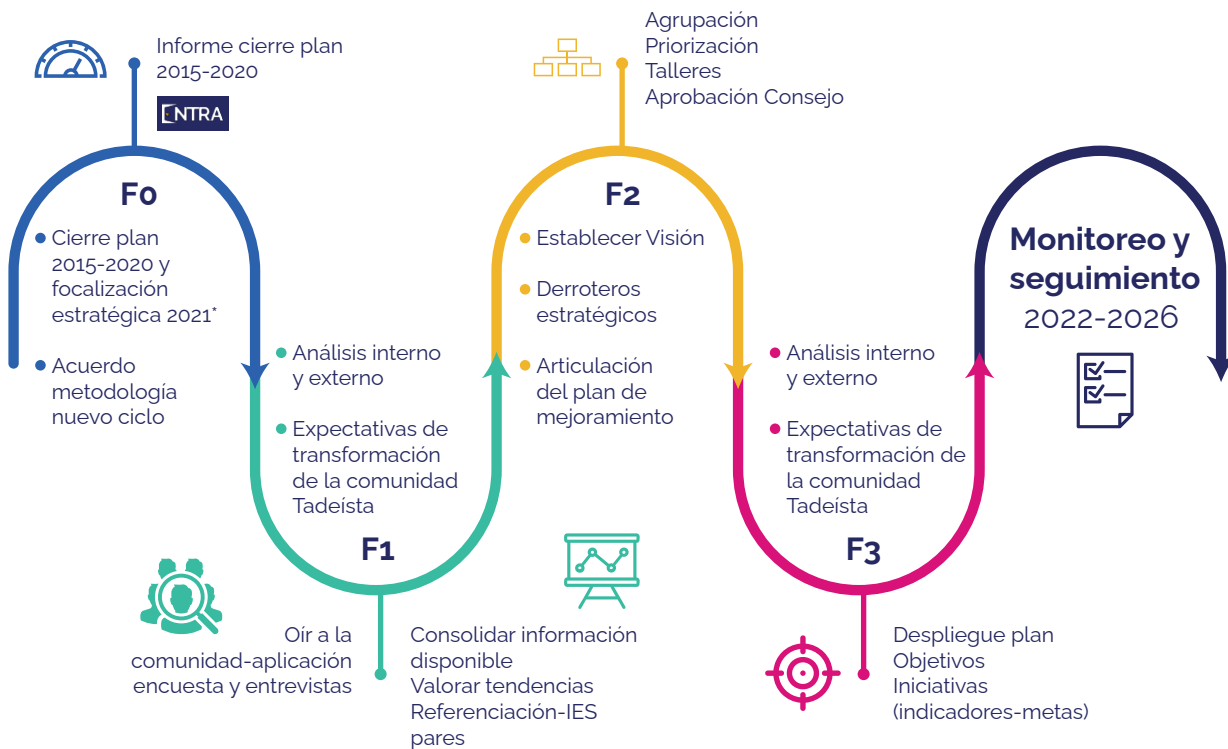 Informe cierre plan
2015-2020
ENTRA
F0
Cierre plan
2015-2020 y
focalización
estratégica 2021*
Acuerdo
metodología
nuevo ciclo
Análisis interno
y externo
Expectativas de
transformación
de la comunidad
Tadeísta
F1
Oír a la
comunidad-aplicación
encuesta y entrevistas
Consolidar información
disponible
Valorar tendencias
Referenciación-IES
pares
Agrupación
Priorización
Talleres
Aprobación Consejo
F2
Establecer Visión
Derroteros
estratégicos
Articulación
del plan de
mejoramiento
Análisis interno
y externo
Expectativas de
transformación de
la comunidad
Tadeísta
F3
Despliegue plan
Objetivos
Iniciativas
(indicadores-metas)
Monitoreo y
seguimiento
2022-2026